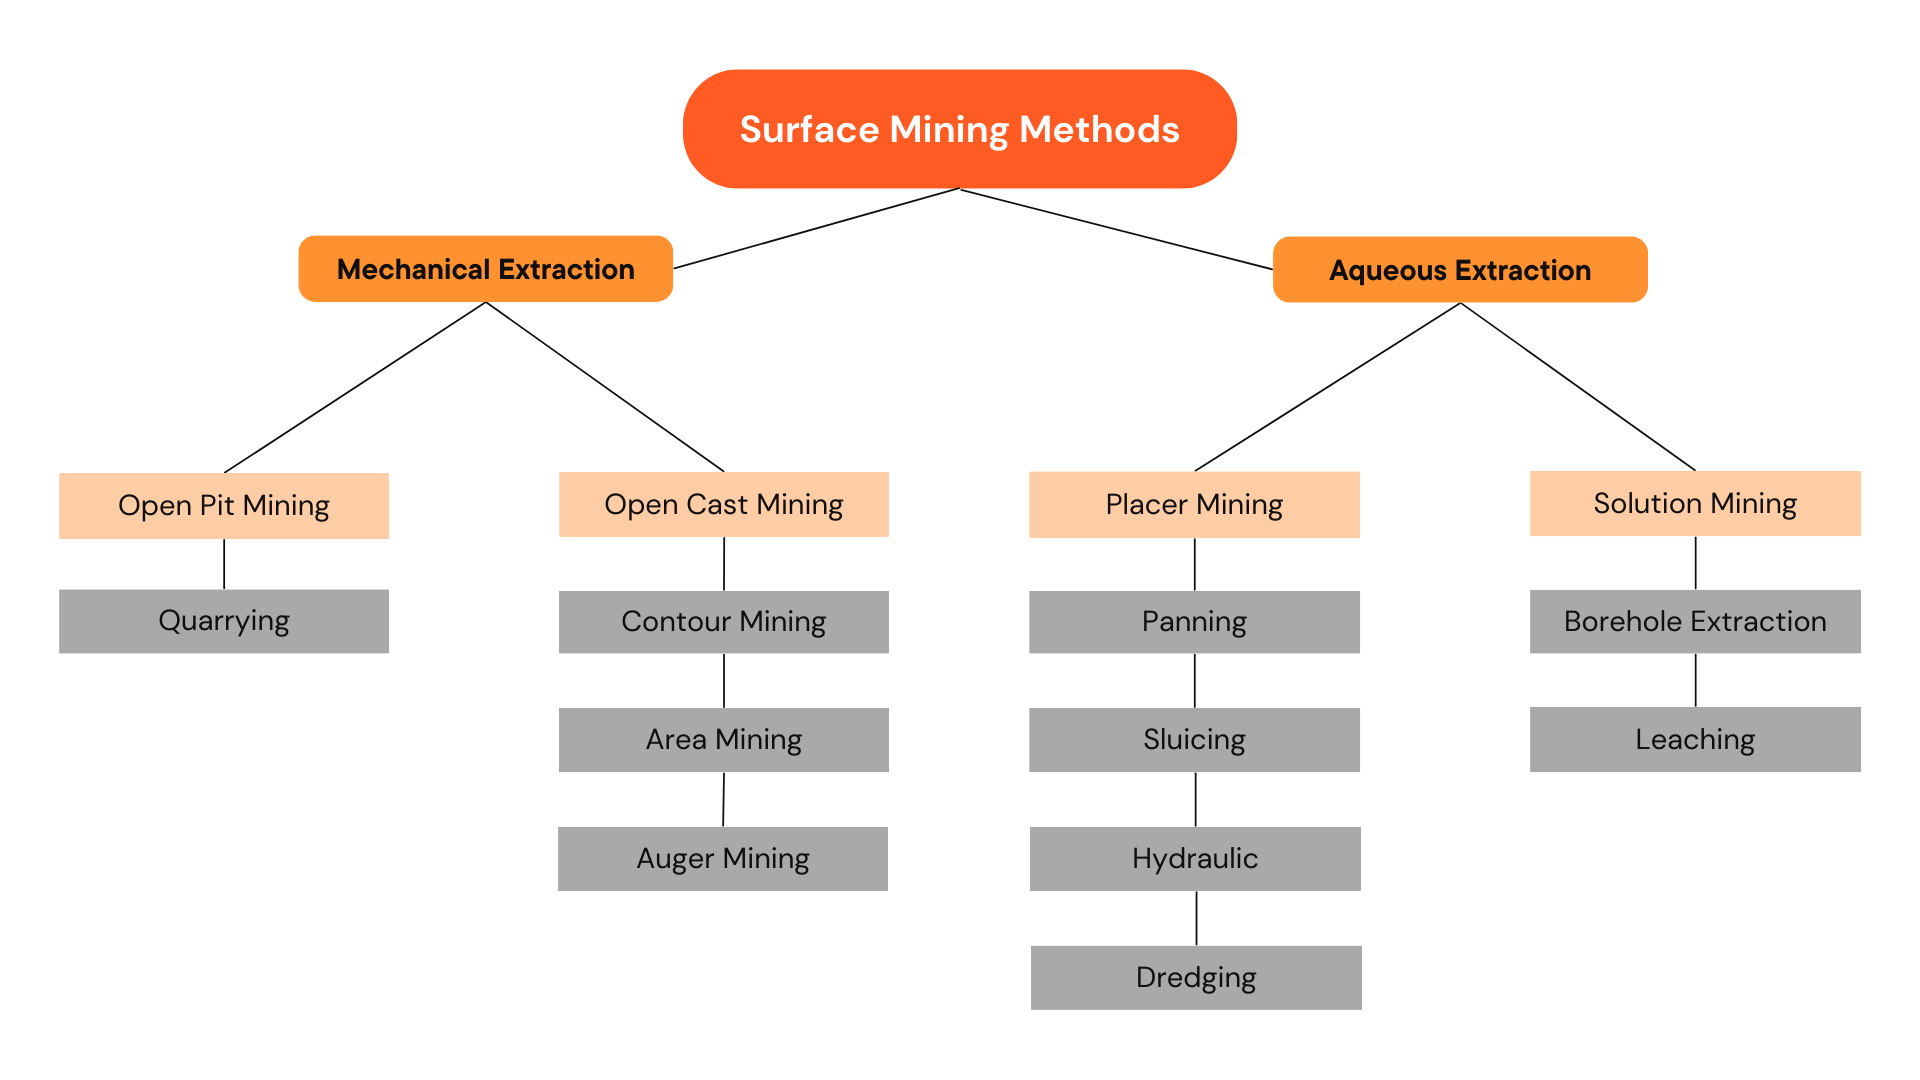 Surface Mining Methods
Mechanical Extraction
Aqueous Extraction
Open Pit Mining
Quarrying
Open Cast Mining
Contour Mining
Area Mining
Auger Mining
Placer Mining
Panning
Sluicing
Hydraulic
Dredging
Solution Mining
Borehole Extraction
Leaching